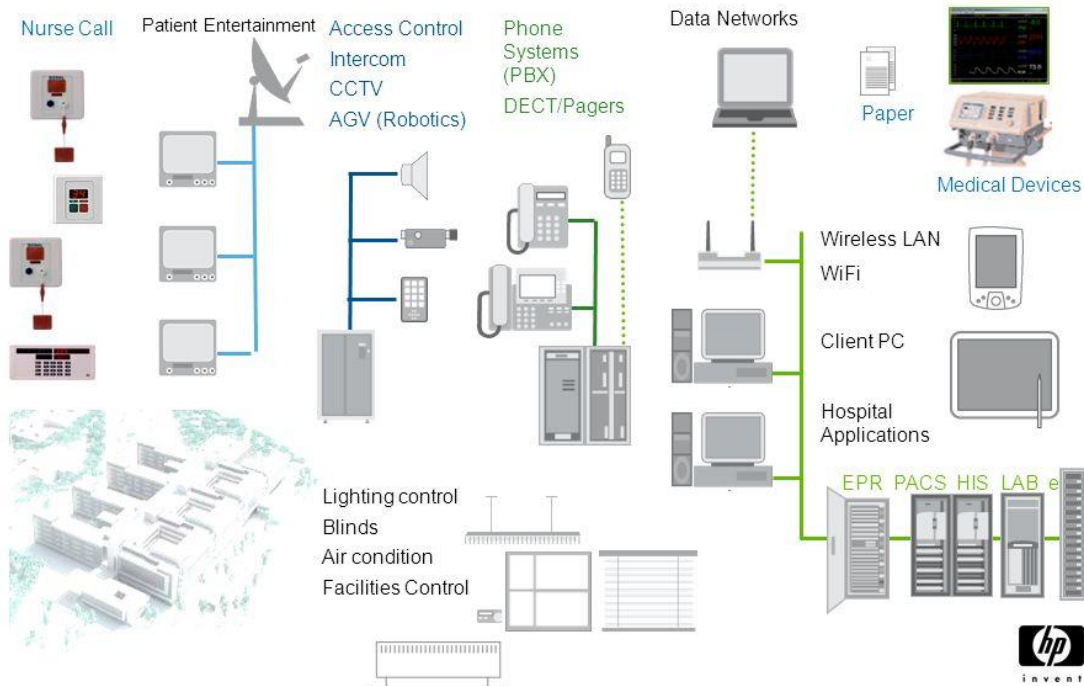 Nurse Call
Patient Entertainment
Access Control
Intercom
CCTV
AGV (Robotics)
Phone
Systems
(PBX)
DECT/Pagers
Data Networks
Paper
Medical Devices
Wireless LAN
WiFi
Client PC
Hospital
Applications
EPR PACS HIS LAB e
Lighting control
Blinds
Air condition
Facilities Control
hp
invent